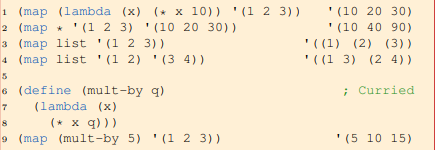 1 (map (lambda (x) (* x 10)) '(1 2 3)) '(10 20 30)
2 (map * '(1 2 3) '(10 20 30)) '(10 40 90)
3 (map list '(1 2 3)) '((1) (2) (3))
4 (map list '(1 2) '(3 4)) '((1 3) (2 4))
5
6 (define (mult-by q) ; Curried
7 (lambda (x)
8 (* x q)))
9 (map (mult-by 5) '(1 2 3)) '(5 10 15)